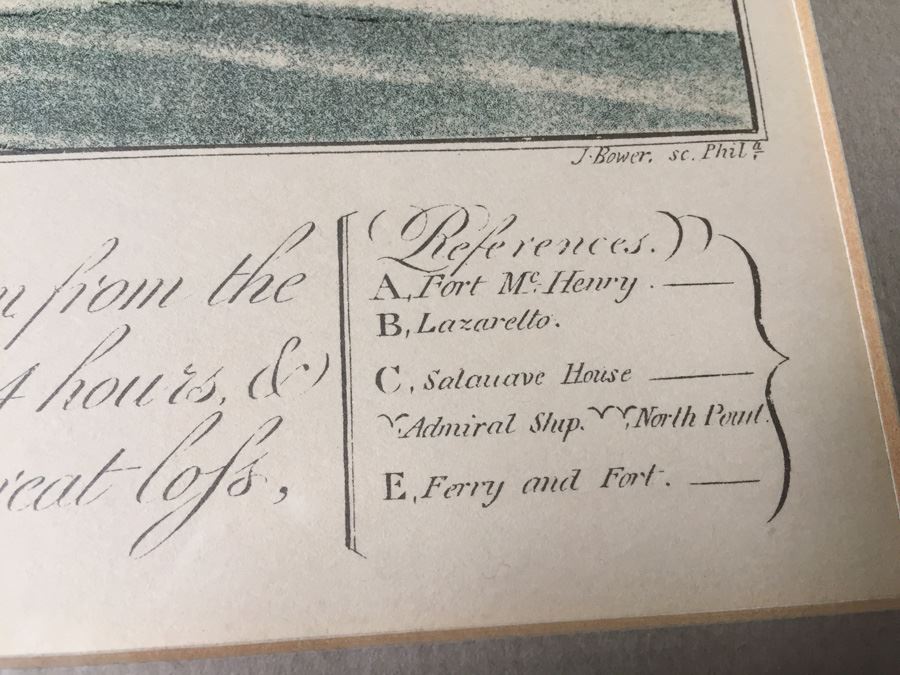 J. Bower. sc. Phila.
References.
A, Fort Mc. Henry.
B, Lazaretto.
C, Salauave House
Admiral Ship. North Point.
E, Ferry and Fort.
from the
4 hours, &
reat loſs,